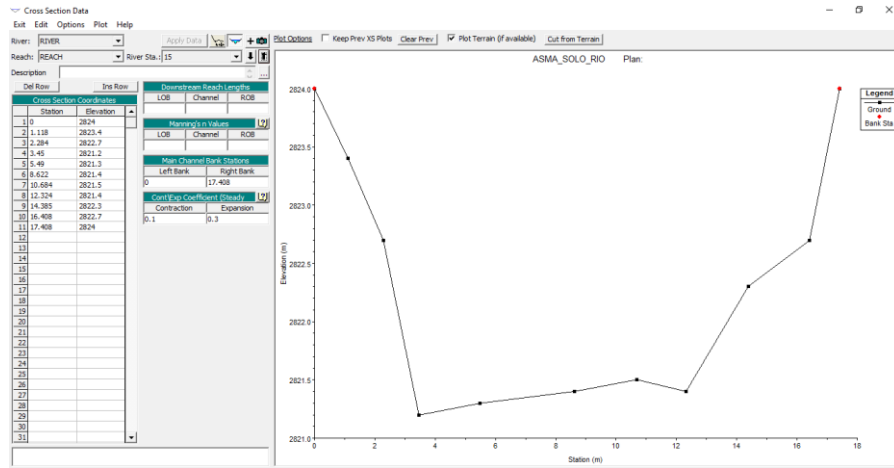 Cross Section Data
Exit Edit Options Plot Help
River: RIVER Apply Data Plot Options Keep Prev XS Plots Clear Prev Plot Terrain (if available) Cut from Terrain
Reach: REACH River Sta.: 15
Description ...
Del Row Ins Row Downstream Reach Lengths
Cross Section Coordinates LOB Channel ROB
Station Elevation
1 0 2824
2 1.118 2823.4
3 2.284 2822.7
4 3.45 2821.2
5 5.49 2821.3
6 8.622 2821.4
7 10.684 2821.5
8 12.324 2821.4
9 14.385 2822.3
10 16.408 2822.7
11 17.408 2824
12
13
14
15
16
17
18
19
20
21
22
23
24
25
26
27
28
29
30
31
Manning's n Values
LOB Channel ROB
Main Channel Bank Stations
Left Bank Right Bank
0 17.408
Cont\Exp Coefficient (Steady
Contraction Expansion
0.1 0.3
ASMA_SOLO_RIO Plan:
Legend
Ground
Bank Sta
2824.0
2823.5
2823.0
2822.5
2822.0
2821.5
2821.0
Elevation (m)
0 2 4 6 8 10 12 14 16 18
Station (m)